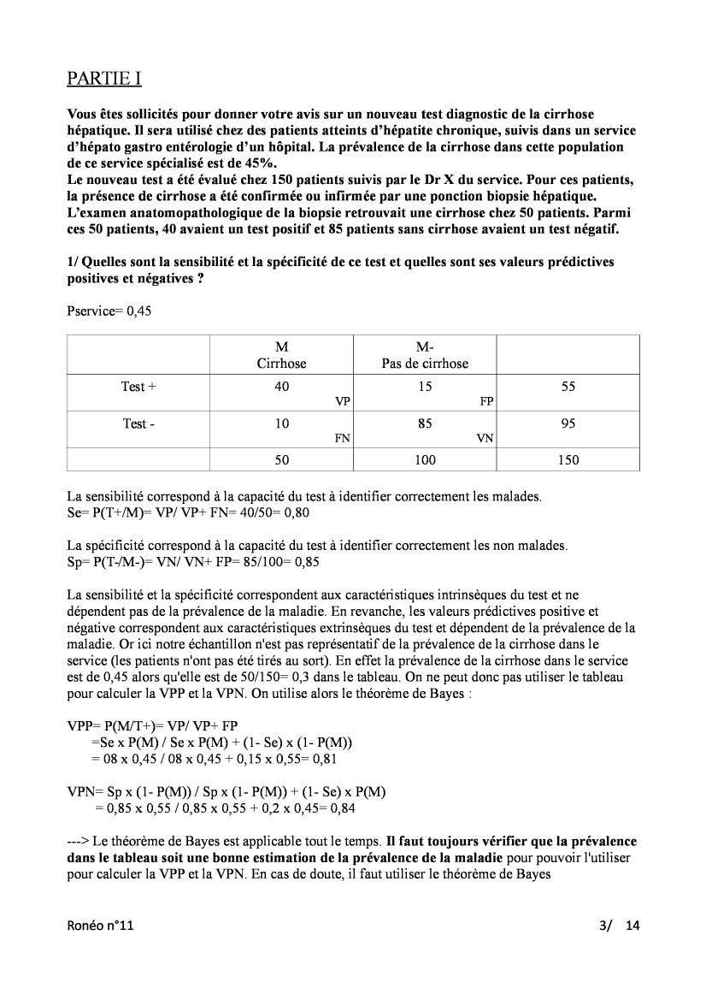 PARTIE I
Vous êtes sollicités pour donner votre avis sur un nouveau test diagnostic de la cirrhose
hépatique. Il sera utilisé chez des patients atteints d’hépatite chronique, suivis dans un service
d’hépato gastro entérologie d’un hôpital. La prévalence de la cirrhose dans cette population
de ce service spécialisé est de 45%.
Le nouveau test a été évalué chez 150 patients suivis par le Dr X du service. Pour ces patients,
la présence de cirrhose a été confirmée ou infirmée par une ponction biopsie hépatique.
L’examen anatomopathologique de la biopsie retrouvait une cirrhose chez 50 patients. Parmi
ces 50 patients, 40 avaient un test positif et 85 patients sans cirrhose avaient un test négatif.
1/ Quelles sont la sensibilité et la spécificité de ce test et quelles sont ses valeurs prédictives
positives et négatives ?
Pservice= 0,45
M M-
Cirrhose Pas de cirrhose
Test + 40 15 55
VP FP
Test - 10 85 95
FN VN
50 100 150
La sensibilité correspond à la capacité du test à identifier correctement les malades.
Se= P(T+/M)= VP/ VP+ FN= 40/50= 0,80
La spécificité correspond à la capacité du test à identifier correctement les non malades.
Sp= P(T-/M-)= VN/ VN+ FP= 85/100= 0,85
La sensibilité et la spécificité correspondent aux caractéristiques intrinsèques du test et ne
dépendent pas de la prévalence de la maladie. En revanche, les valeurs prédictives positive et
négative correspondent aux caractéristiques extrinsèques du test et dépendent de la prévalence de la
maladie. Or ici notre échantillon n'est pas représentatif de la prévalence de la cirrhose dans le
service (les patients n'ont pas été tirés au sort). En effet la prévalence de la cirrhose dans le service
est de 0,45 alors qu'elle est de 50/150= 0,3 dans le tableau. On ne peut donc pas utiliser le tableau
pour calculer la VPP et la VPN. On utilise alors le théorème de Bayes :
VPP= P(M/T+)= VP/ VP+ FP
=Se x P(M) / Se x P(M) + (1- Se) x (1- P(M))
= 08 x 0,45 / 08 x 0,45 + 0,15 x 0,55= 0,81
VPN= Sp x (1- P(M)) / Sp x (1- P(M)) + (1- Se) x P(M)
= 0,85 x 0,55 / 0,85 x 0,55 + 0,2 x 0,45= 0,84
---> Le théorème de Bayes est applicable tout le temps. Il faut toujours vérifier que la prévalence
dans le tableau soit une bonne estimation de la prévalence de la maladie pour pouvoir l'utiliser
pour calculer la VPP et la VPN. En cas de doute, il faut utiliser le théorème de Bayes
Ronéo n°11 3/ 14